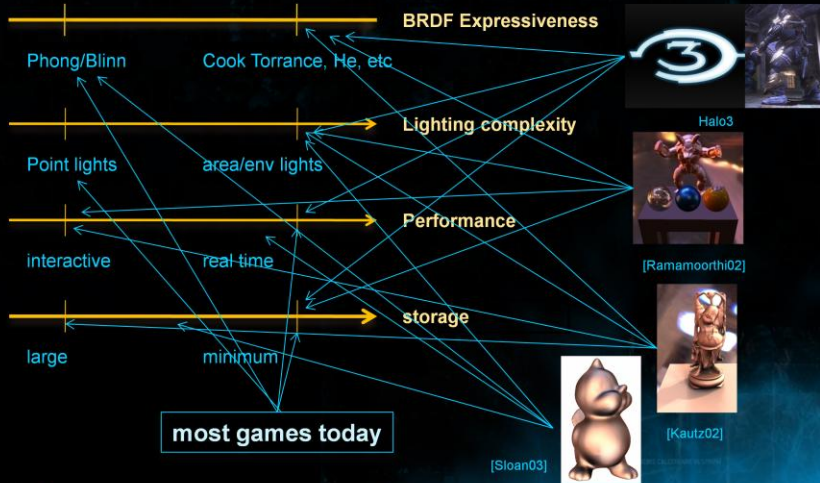 BRDF Expressiveness
Phong/Blinn Cook Torrance, He, etc
3
Halo3
Lighting complexity
Point lights area/env lights
Performance
interactive real time
[Ramamoorthi02]
storage
large minimum
most games today
[Kautz02]
[Sloan03]